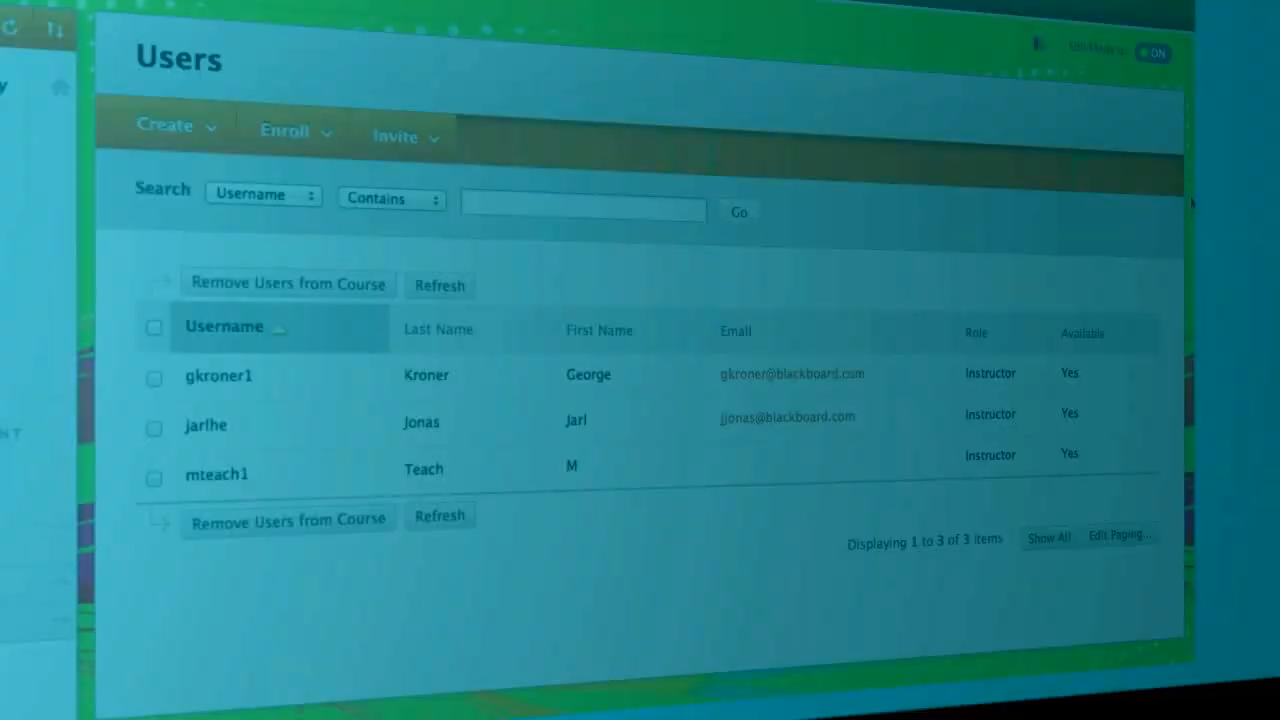 Users
ON
Create Enroll Invite
Search Username Contains Go
Remove Users from Course Refresh
Username Last Name First Name Email Role Available
gkroner1 Kroner George gkroner@blackboard.com Instructor Yes
jarlhe Jonas Jarl jjonas@blackboard.com Instructor Yes
mteach1 Teach M Instructor Yes
Remove Users from Course Refresh
Displaying 1 to 3 of 3 items Show All Edit Paging...